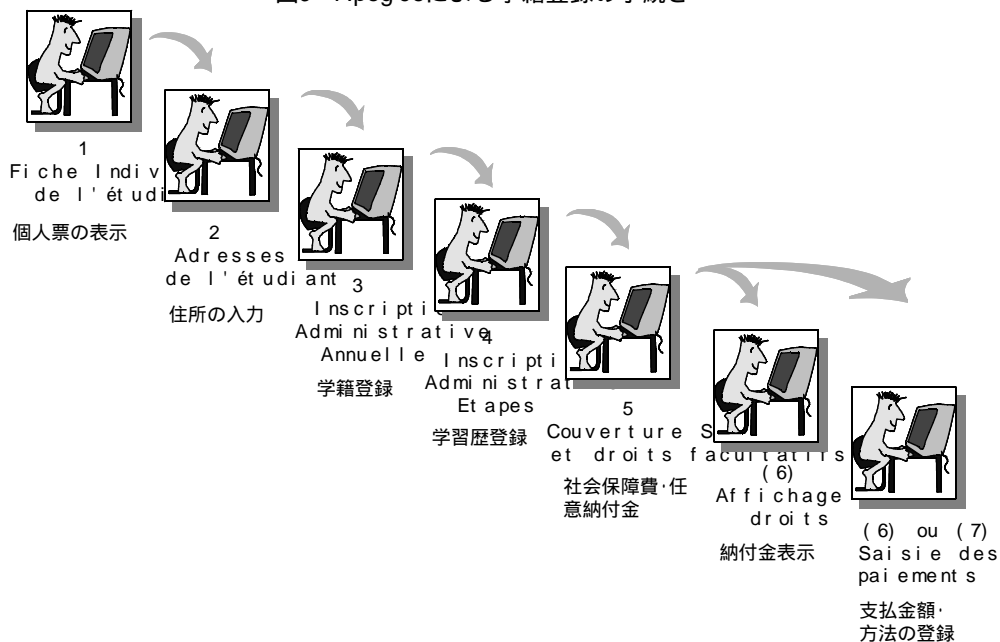 1
Fiche Indiv
de l'étudi
個人票の表示
2
Adresses
de l'étudiant
住所の入力
3
Inscripti
Administrative
Annuelle
学籍登録
4
Inscripti
Administrat
Etapes
学習歴登録
5
Couverture S
et droits facultatifs
社会保障費・任
意納付金
(6)
Affichage
droits
納付金表示
(6) ou (7)
Saisie des
paiements
支払金額・
方法の登録